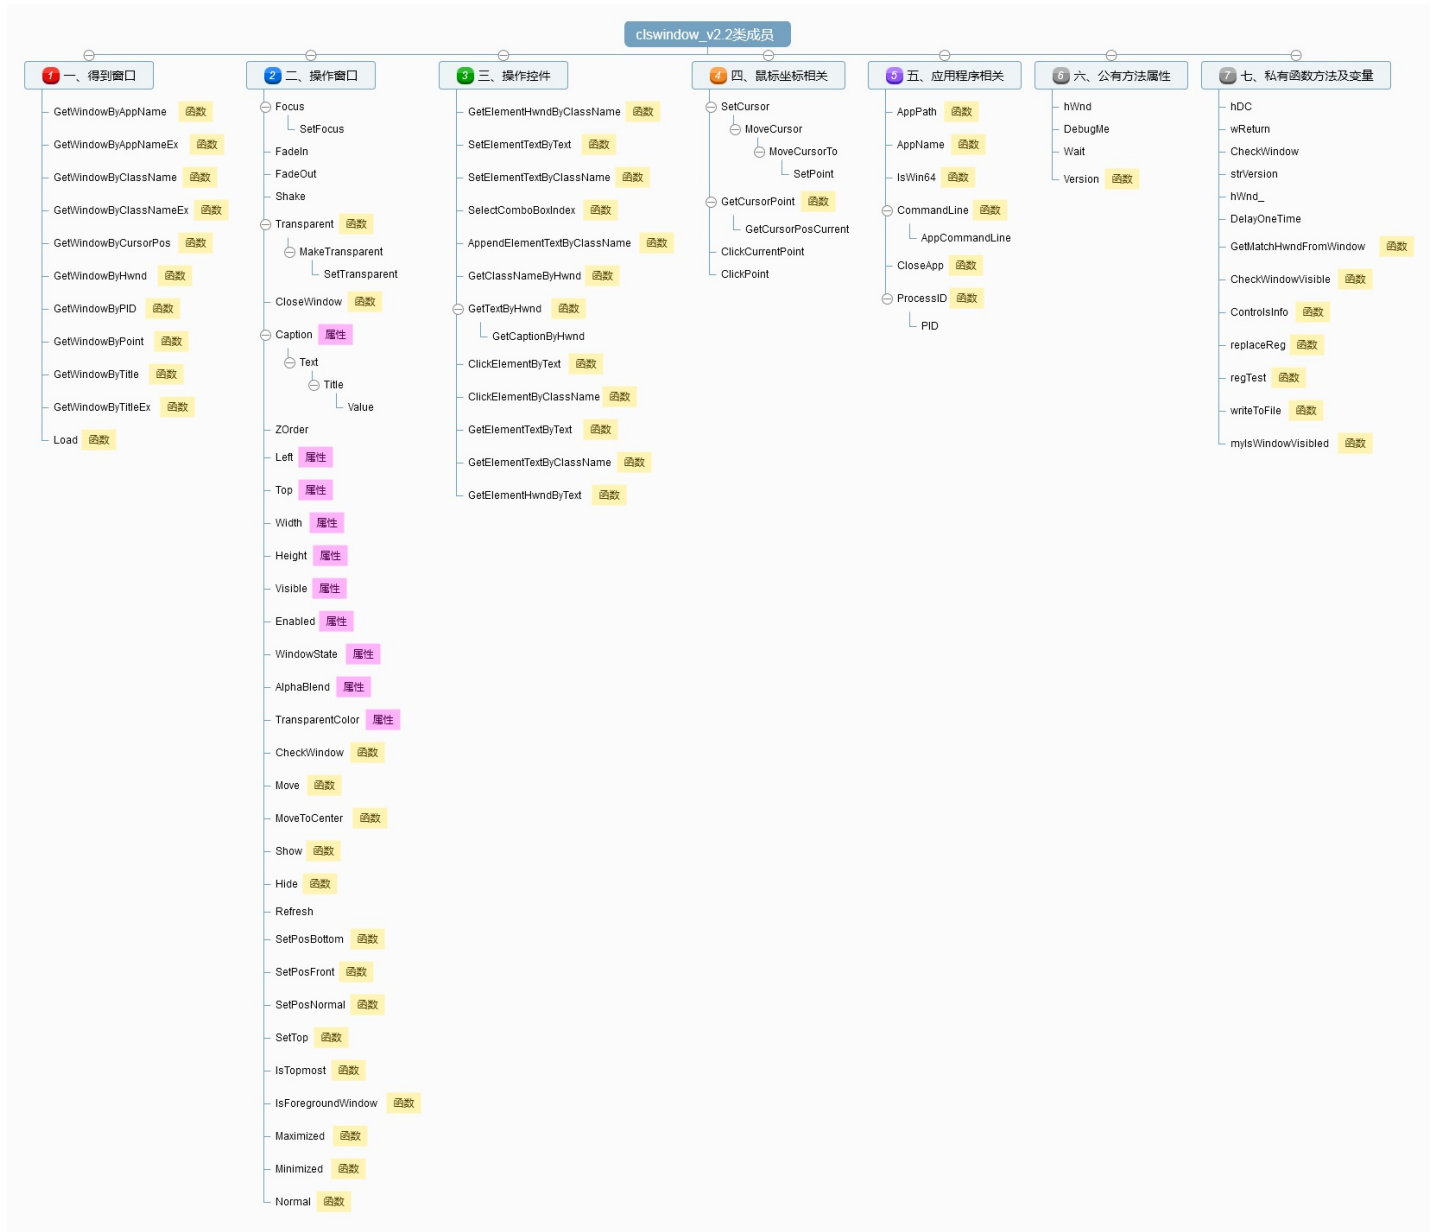 clswindow_v2.2类成员
1 一、得到窗口
GetWindowByAppName 函数
GetWindowByAppNameEx 函数
GetWindowByClassName 函数
GetWindowByClassNameEx 函数
GetWindowByCursorPos 函数
GetWindowByHwnd 函数
GetWindowByPID 函数
GetWindowByPoint 函数
GetWindowByTitle 函数
GetWindowByTitleEx 函数
Load 函数
2 二、操作窗口
Focus
SetFocus
FadeIn
FadeOut
Shake
Transparent 函数
MakeTransparent
SetTransparent
CloseWindow 函数
Caption 属性
Text
Title
Value
ZOrder
Left 属性
Top 属性
Width 属性
Height 属性
Visible 属性
Enabled 属性
WindowState 属性
AlphaBlend 属性
TransparentColor 属性
CheckWindow 函数
Move 函数
MoveToCenter 函数
Show 函数
Hide 函数
Refresh
SetPosBottom 函数
SetPosFront 函数
SetPosNormal 函数
SetTop 函数
IsTopmost 函数
IsForegroundWindow 函数
Maximized 函数
Minimized 函数
Normal 函数
3 三、操作控件
GetElementHwndByClassName 函数
SetElementTextByText 函数
SetElementTextByClassName 函数
SelectComboBoxIndex 函数
AppendElementTextByClassName 函数
GetClassNameByHwnd 函数
GetTextByHwnd 函数
GetCaptionByHwnd
ClickElementByText 函数
ClickElementByClassName 函数
GetElementTextByText 函数
GetElementTextByClassName 函数
GetElementHwndByText 函数
4 四、鼠标坐标相关
SetCursor
MoveCursor
MoveCursorTo
SetPoint
GetCursorPoint 函数
GetCursorPosCurrent
ClickCurrentPoint
ClickPoint
5 五、应用程序相关
AppPath 函数
AppName 函数
IsWin64 函数
CommandLine 函数
AppCommandLine
CloseApp 函数
ProcessID 函数
PID
6 六、公有方法属性
hWnd
DebugMe
Wait
Version 函数
7 七、私有函数方法及变量
hDC
wReturn
CheckWindow
strVersion
hWnd_
DelayOneTime
GetMatchHwndFromWindow 函数
CheckWindowVisible 函数
ControlsInfo 函数
replaceReg 函数
regTest 函数
writeToFile 函数
myIsWindowVisibled 函数